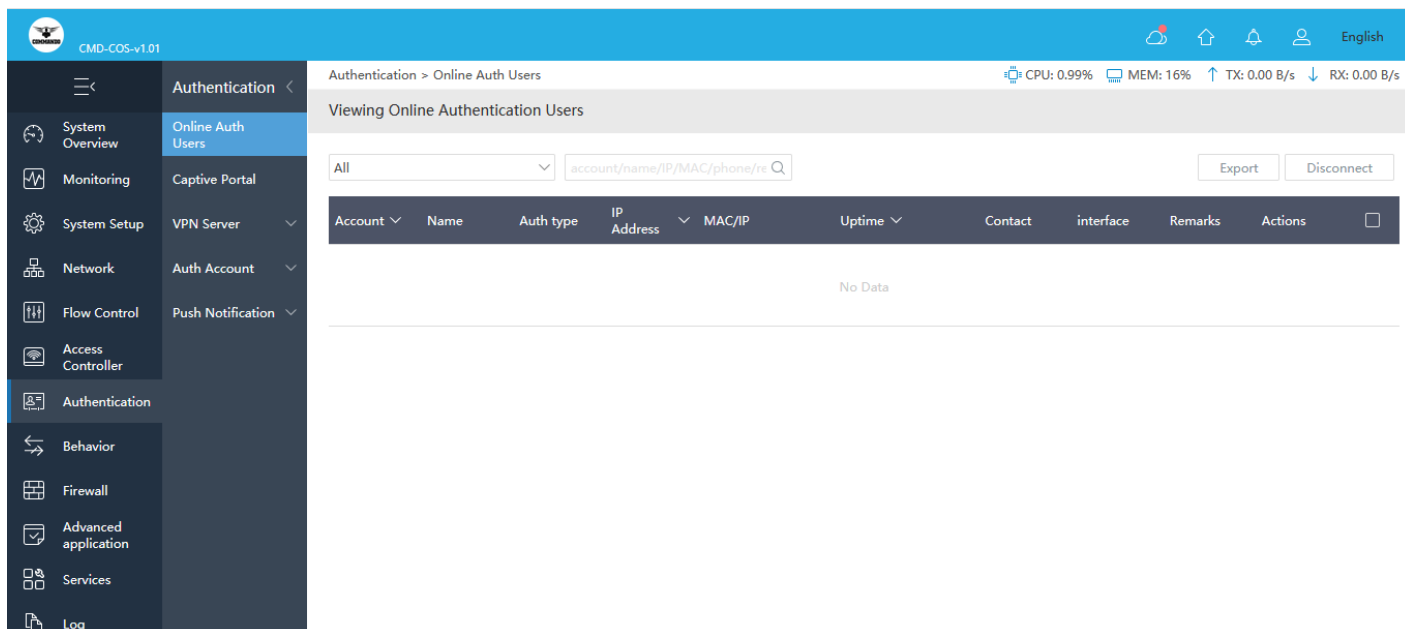 COMMANDO
CMD-COS-v1.01
English
Authentication
Authentication > Online Auth Users
CPU: 0.99%
MEM: 16%
TX: 0.00 B/s
RX: 0.00 B/s
Viewing Online Authentication Users
System
Overview
Monitoring
System Setup
Network
Flow Control
Access
Controller
Authentication
Behavior
Firewall
Advanced
application
Services
Log
Online Auth
Users
Captive Portal
VPN Server
Auth Account
Push Notification
All
account/name/IP/MAC/phone/re
Export
Disconnect
Account
Name
Auth type
IP
Address
MAC/IP
Uptime
Contact
interface
Remarks
Actions
No Data